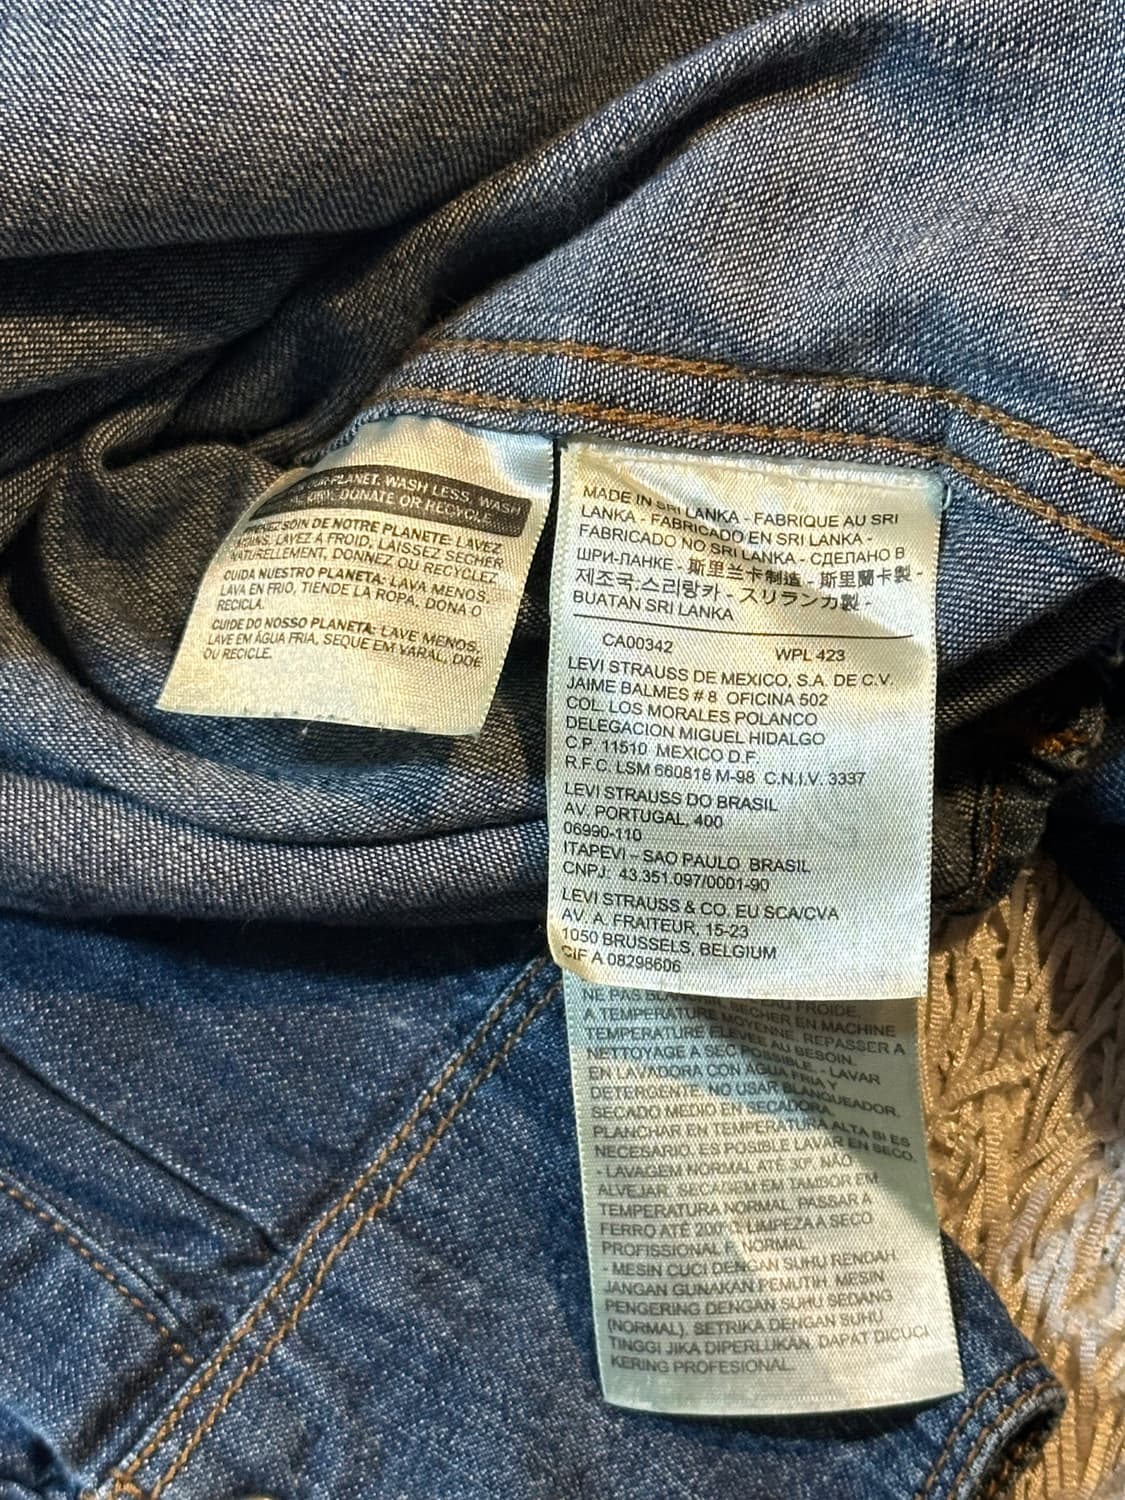 PLANET. WASH LESS, WASH
DONATE OR RECYCLE.
SOIN DE NOTRE PLANETE: LAVEZ
MOINS, LAVEZ À FROID, LAISSEZ SÉCHER
NATURELLEMENT, DONNEZ OU RECYCLEZ
CUIDA NUESTRO PLANETA: LAVA MENOS,
LAVA EN FRIO, TIENDE LA ROPA, DONA O
RECICLA.
CUIDE DO NOSSO PLANETA: LAVE MENOS,
LAVE EM ÁGUA FRIA, SEQUE EM VARAL, DOE
OU RECICLE.
MADE IN SRI LANKA - FABRIQUE AU SRI
LANKA - FABRICADO EN SRI LANKA -
FABRICADO NO SRI LANKA - СДЕЛАНО В
ШРИ-ЛАНКЕ - 斯里兰卡制造 - 斯里蘭卡製 -
제조국:스리랑카 - スリランカ製 -
BUATAN SRI LANKA
CA00342 WPL 423
LEVI STRAUSS DE MEXICO, S.A. DE C.V.
JAIME BALMES # 8 OFICINA 502
COL. LOS MORALES POLANCO
DELEGACION MIGUEL HIDALGO
C.P. 11510 MEXICO D.F.
R.F.C. LSM 660818 M-98 C.N.I.V. 3337
LEVI STRAUSS DO BRASIL
AV. PORTUGAL, 400
06990-110
ITAPEVI – SAO PAULO BRASIL
CNPJ: 43.351.097/0001-90
LEVI STRAUSS & CO. EU SCA/CVA
AV. A. FRAITEUR, 15-23
1050 BRUSSELS, BELGIUM
CIF A 08298606
NE PAS FROIDE.
A TEMPERATURE MOYENNE. REPASSER A
TEMPERATURE ELEVEE AU BESOIN.
NETTOYAGE A SEC POSSIBLE. - LAVAR
EN LAVADORA CON AGUA FRIA Y
DETERGENTE. NO USAR BLANQUEADOR.
SECADO MEDIO EN SECADORA.
PLANCHAR EN TEMPERATURA ALTA SI ES
NECESARIO. ES POSIBLE LAVAR EN SECO.
- LAVAGEM NORMAL ATÉ 30°. NÃO
ALVEJAR. SECAGEM EM TAMBOR EM
TEMPERATURA NORMAL. PASSAR A
FERRO ATÉ 200°C. LIMPEZA A SECO
PROFISSIONAL P. NORMAL
- MESIN CUCI DENGAN SUHU RENDAH.
JANGAN GUNAKAN PEMUTIH. MESIN
PENGERING DENGAN SUHU SEDANG
(NORMAL). SETRIKA DENGAN SUHU
TINGGI JIKA DIPERLUKAN. DAPAT DICUCI
KERING PROFESIONAL.